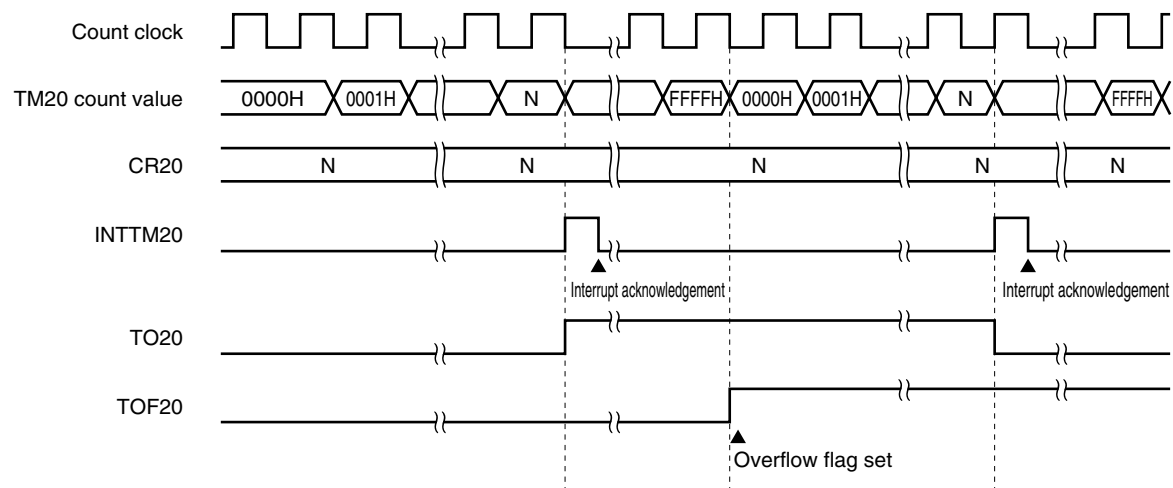 Count clock
TM20 count value 0000H 0001H N FFFFH 0000H 0001H N FFFFH
CR20 N N N N N
INTTM20
Interrupt acknowledgement Interrupt acknowledgement
TO20
TOF20
Overflow flag set